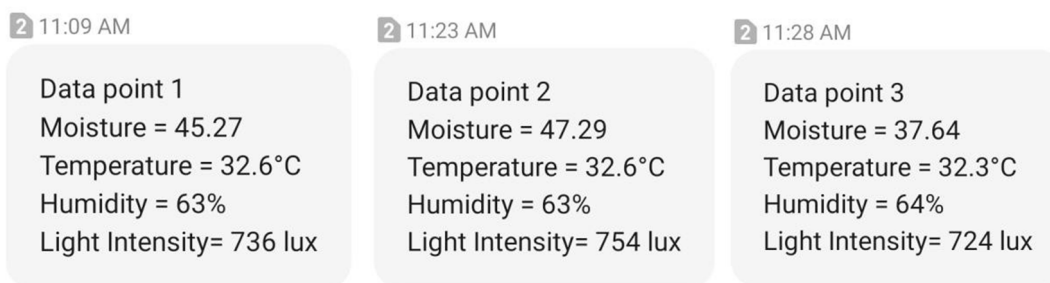 2 11:09 AM
Data point 1
Moisture = 45.27
Temperature = 32.6°C
Humidity = 63%
Light Intensity= 736 lux
2 11:23 AM
Data point 2
Moisture = 47.29
Temperature = 32.6°C
Humidity = 63%
Light Intensity= 754 lux
2 11:28 AM
Data point 3
Moisture = 37.64
Temperature = 32.3°C
Humidity = 64%
Light Intensity= 724 lux